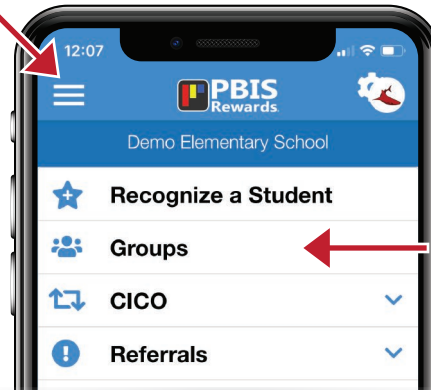 12:07
PBIS
Rewards
Demo Elementary School
Recognize a Student
Groups
CICO
Referrals